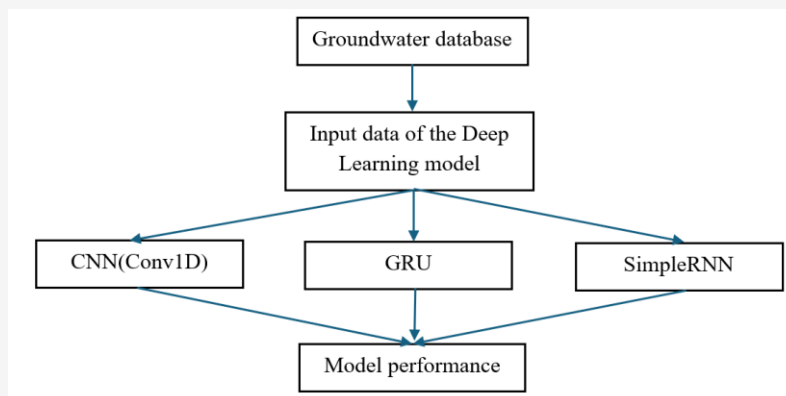 Groundwater database
Input data of the Deep
Learning model
CNN(Conv1D)
GRU
SimpleRNN
Model performance